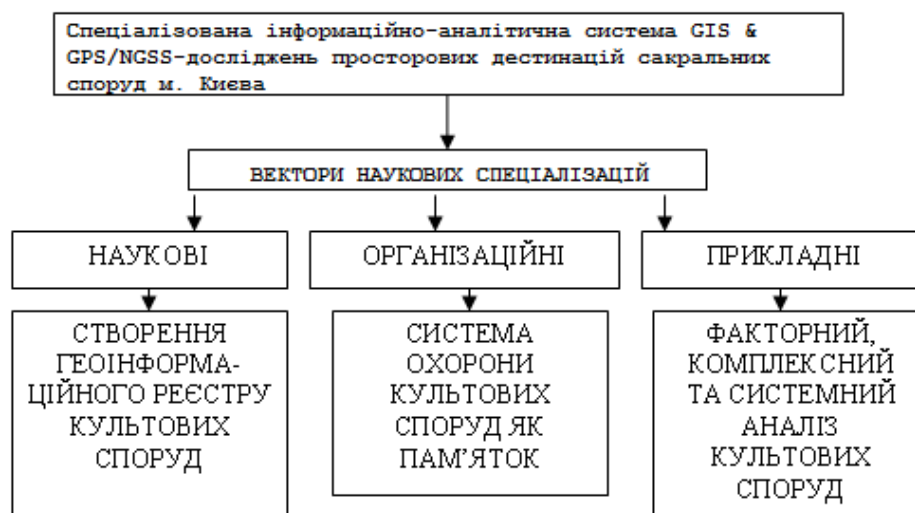 Спеціалізована інформаційно-аналітична система GIS &
GPS/NGSS-досліджень просторових дестинацій сакральних
споруд м. Києва
ВЕКТОРИ НАУКОВИХ СПЕЦІАЛІЗАЦІЙ
НАУКОВІ
СТВОРЕННЯ
ГЕОІНФОРМА-
ЦІЙНОГО РЕЄСТРУ
КУЛЬТОВИХ
СПОРУД
ОРГАНІЗАЦІЙНІ
СИСТЕМА
ОХОРОНИ
КУЛЬТОВИХ
СПОРУД ЯК
ПАМ’ЯТОК
ПРИКЛАДНІ
ФАКТОРНИЙ,
КОМПЛЕКСНИЙ
ТА СИСТЕМНИЙ
АНАЛІЗ
КУЛЬТОВИХ
СПОРУД